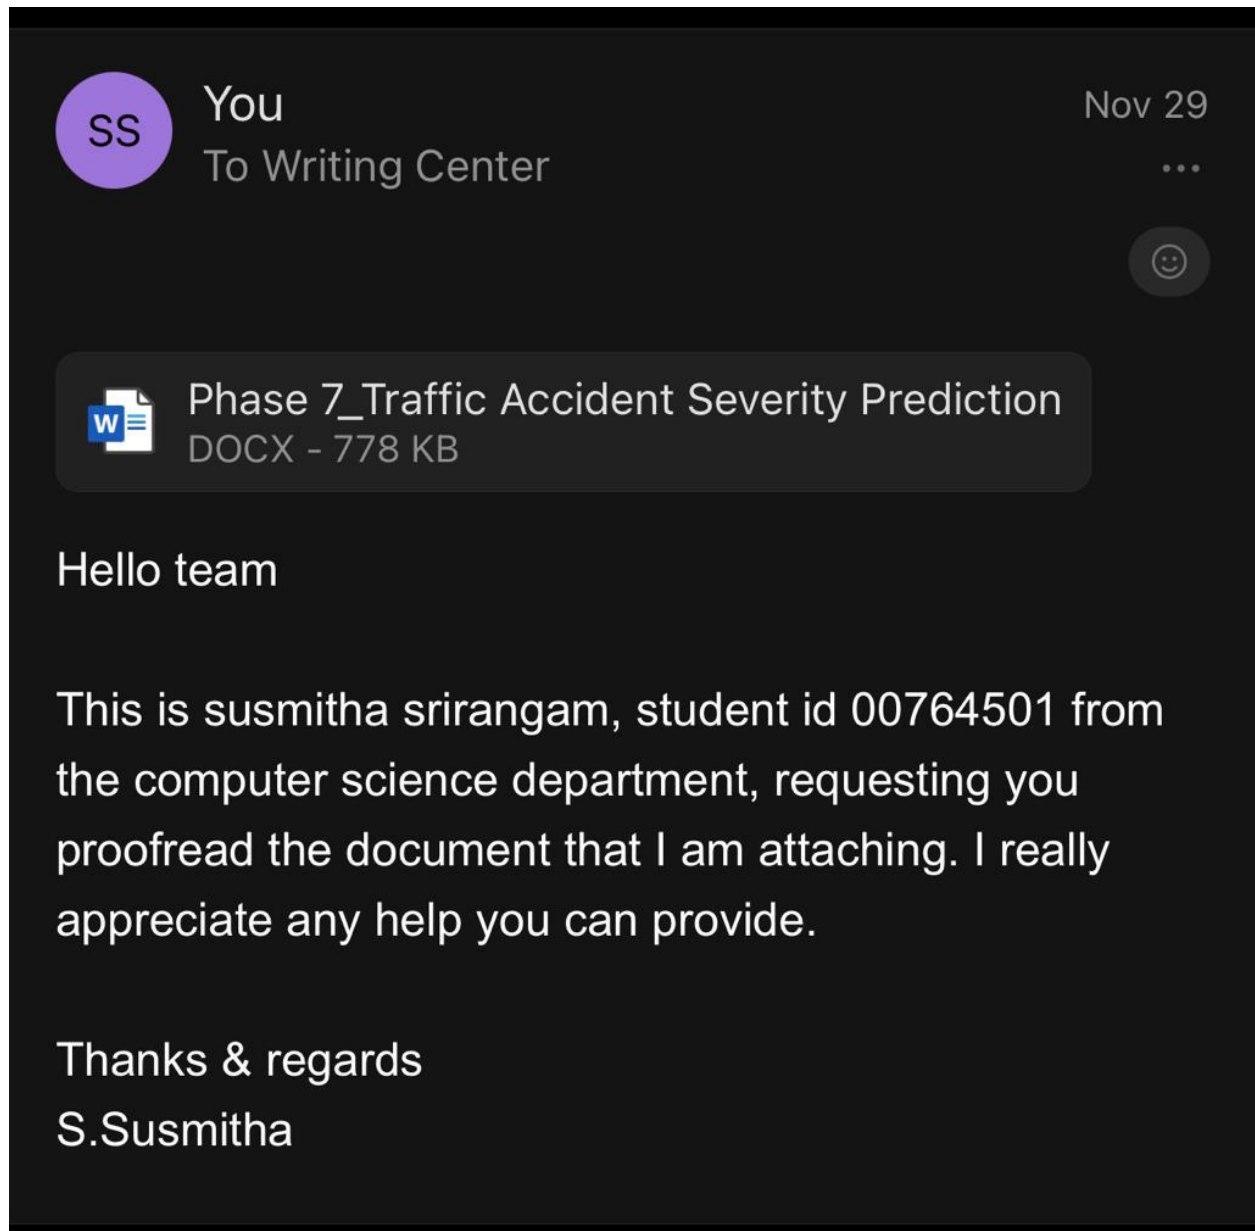 SS
You
Nov 29
To Writing Center
...
W
Phase 7_Traffic Accident Severity Prediction
DOCX - 778 KB
Hello team
This is susmitha srirangam, student id 00764501 from
the computer science department, requesting you
proofread the document that I am attaching. I really
appreciate any help you can provide.
Thanks & regards
S.Susmitha